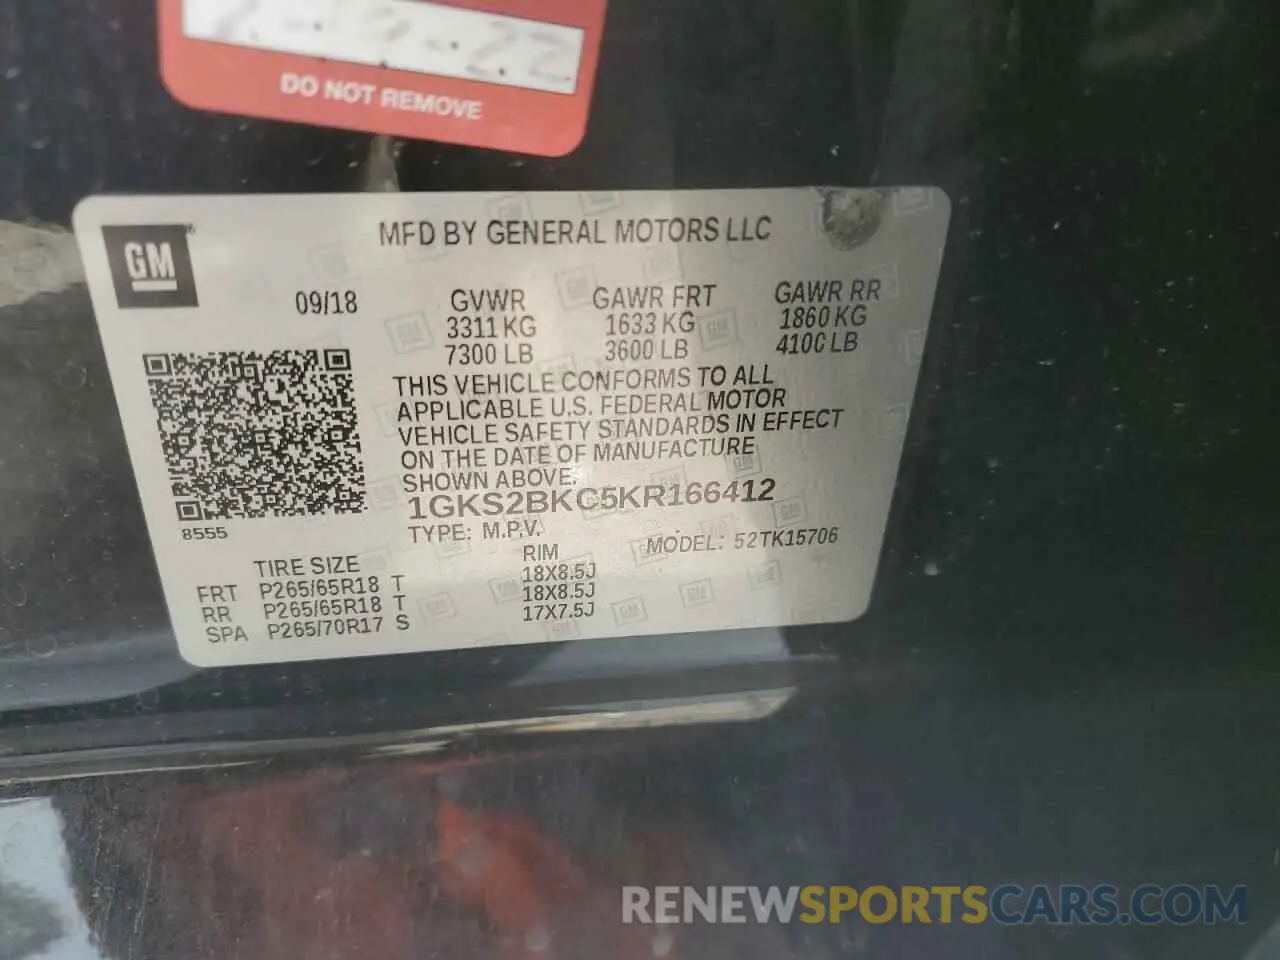 DO NOT REMOVE
GM
MFD BY GENERAL MOTORS LLC
09/18
GVWR GAWR FRT GAWR RR
3311 KG 1633 KG 1860 KG
7300 LB 3600 LB 4100 LB
THIS VEHICLE CONFORMS TO ALL
APPLICABLE U.S. FEDERAL MOTOR
VEHICLE SAFETY STANDARDS IN EFFECT
ON THE DATE OF MANUFACTURE
SHOWN ABOVE.
1GKS2BKC5KR166412
8555
TYPE: M.P.V. MODEL: 52TK15706
TIRE SIZE RIM
FRT P265/65R18 T 18X8.5J
RR P265/65R18 T 18X8.5J
SPA P265/70R17 S 17X7.5J
RENEWSPORTSCARS.COM